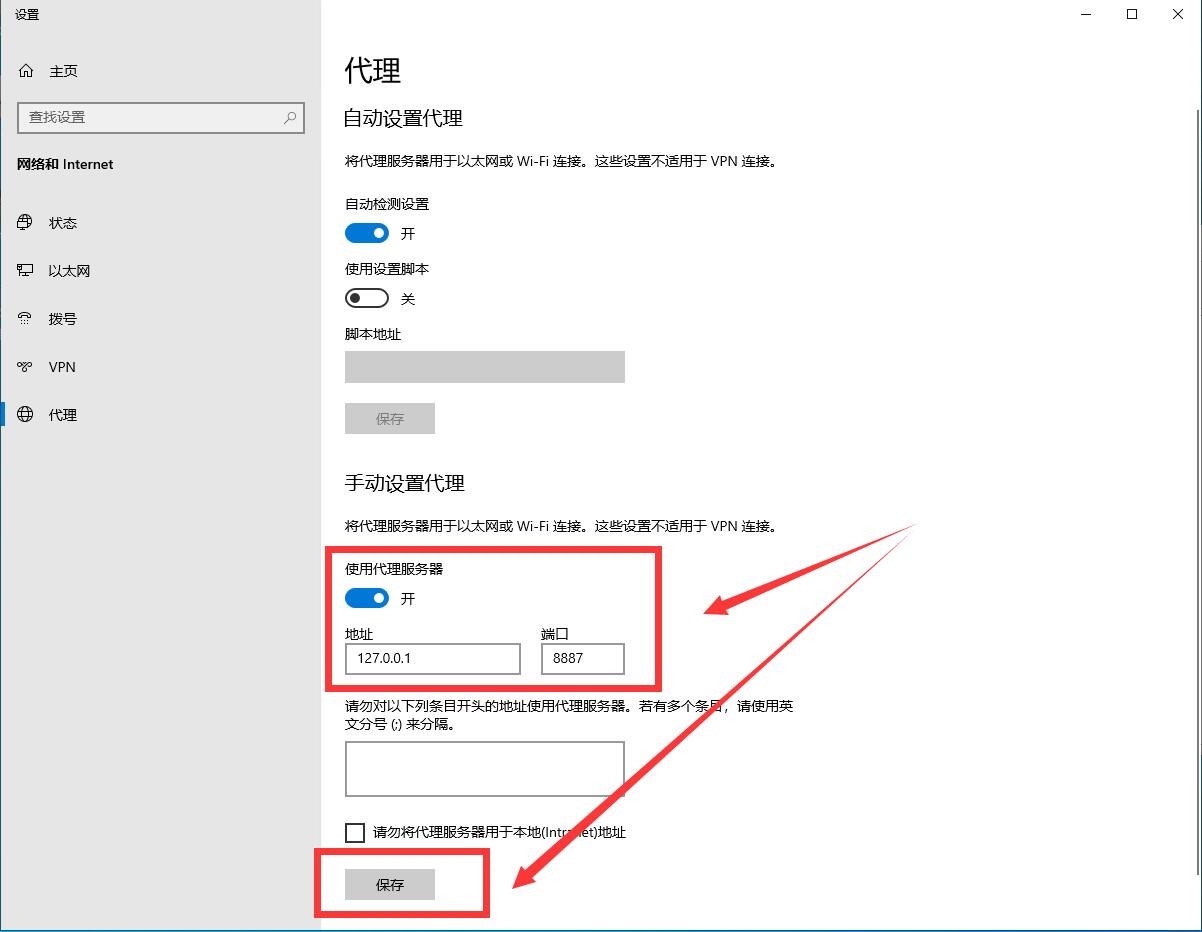 设置
主页
查找设置
网络和 Internet
状态
以太网
拨号
VPN
代理
代理
自动设置代理
将代理服务器用于以太网或 Wi-Fi 连接。这些设置不适用于 VPN 连接。
自动检测设置
开
使用设置脚本
关
脚本地址
保存
手动设置代理
将代理服务器用于以太网或 Wi-Fi 连接。这些设置不适用于 VPN 连接。
使用代理服务器
开
地址 端口
127.0.0.1 8887
请勿对以下列条目开头的地址使用代理服务器。若有多个条目，请使用英
文分号 (;) 来分隔。
请勿将代理服务器用于本地(Intranet)地址
保存